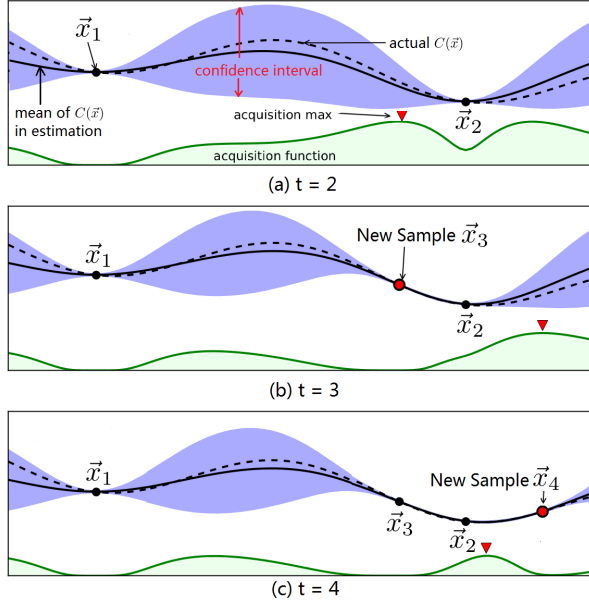 x⃗₁
actual C(x⃗)
confidence interval
mean of C(x⃗)
in estimation
acquisition max
x⃗₂
acquisition function
(a) t = 2
New Sample x⃗₃
x⃗₁
x⃗₂
(b) t = 3
x⃗₁
New Sample x⃗₄
x⃗₃
x⃗₂
(c) t = 4